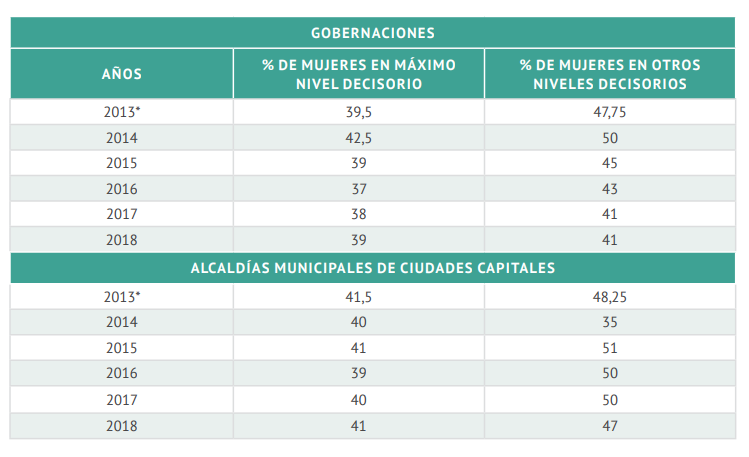 GOBERNACIONES
AÑOS
% DE MUJERES EN MÁXIMO
NIVEL DECISORIO
% DE MUJERES EN OTROS
NIVELES DECISORIOS
2013* 39,5 47,75
2014 42,5 50
2015 39 45
2016 37 43
2017 38 41
2018 39 41
ALCALDÍAS MUNICIPALES DE CIUDADES CAPITALES
2013* 41,5 48,25
2014 40 35
2015 41 51
2016 39 50
2017 40 50
2018 41 47